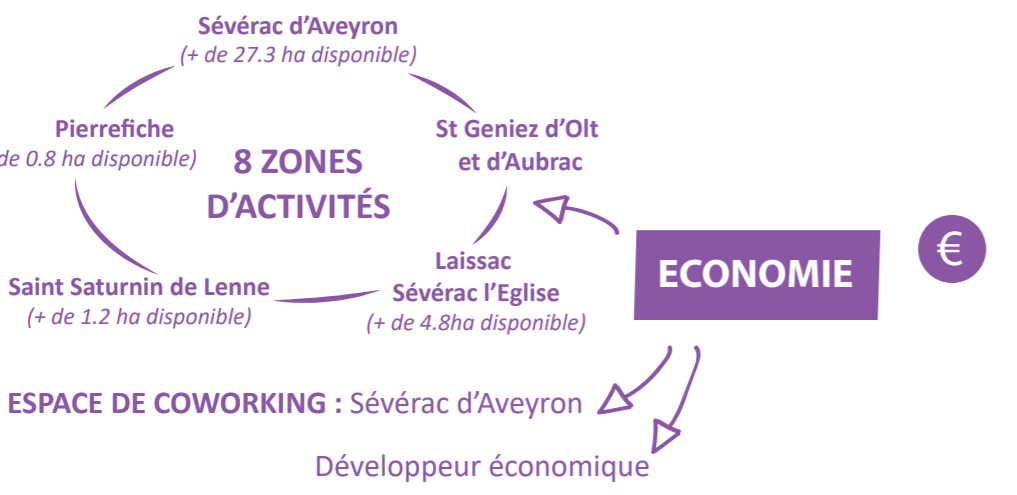 Sévérac d'Aveyron
(+ de 27.3 ha disponible)
Pierrefiche
de 0.8 ha disponible)
8 ZONES
D'ACTIVITÉS
St Geniez d'Olt
et d'Aubrac
Saint Saturnin de Lenne
(+ de 1.2 ha disponible)
Laissac
Sévérac l'Eglise
(+ de 4.8ha disponible)
ECONOMIE
€
ESPACE DE COWORKING : Sévérac d'Aveyron
Développeur économique